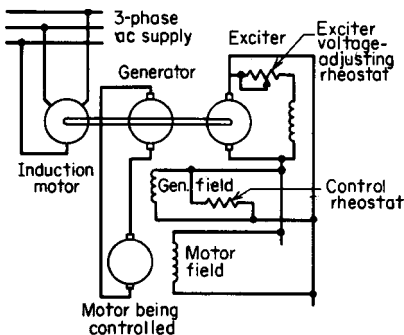 3-phase
ac supply
Exciter
Exciter
voltage-
adjusting
rheostat
Generator
Induction
motor
Gen. field
Control
rheostat
Motor
field
Motor being
controlled